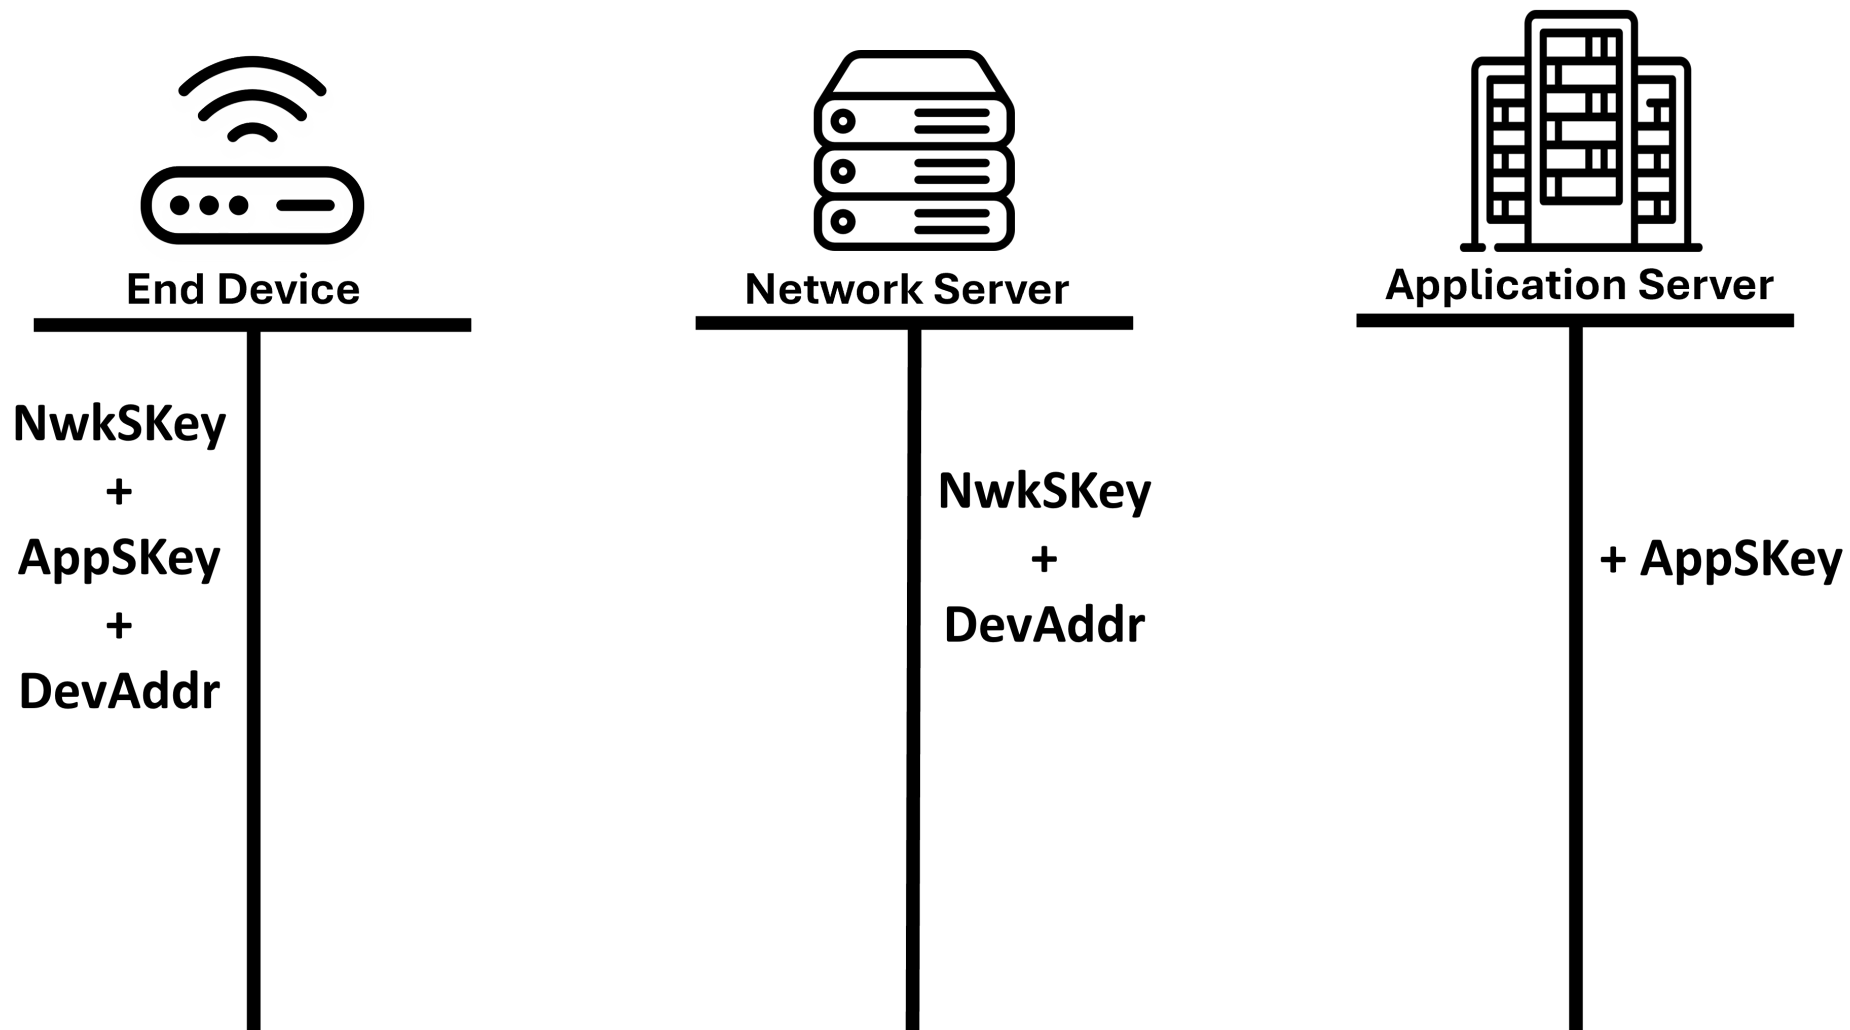 End Device
Network Server
Application Server
NwkSKey
+
AppSKey
+
DevAddr
NwkSKey
+
DevAddr
+ AppSKey